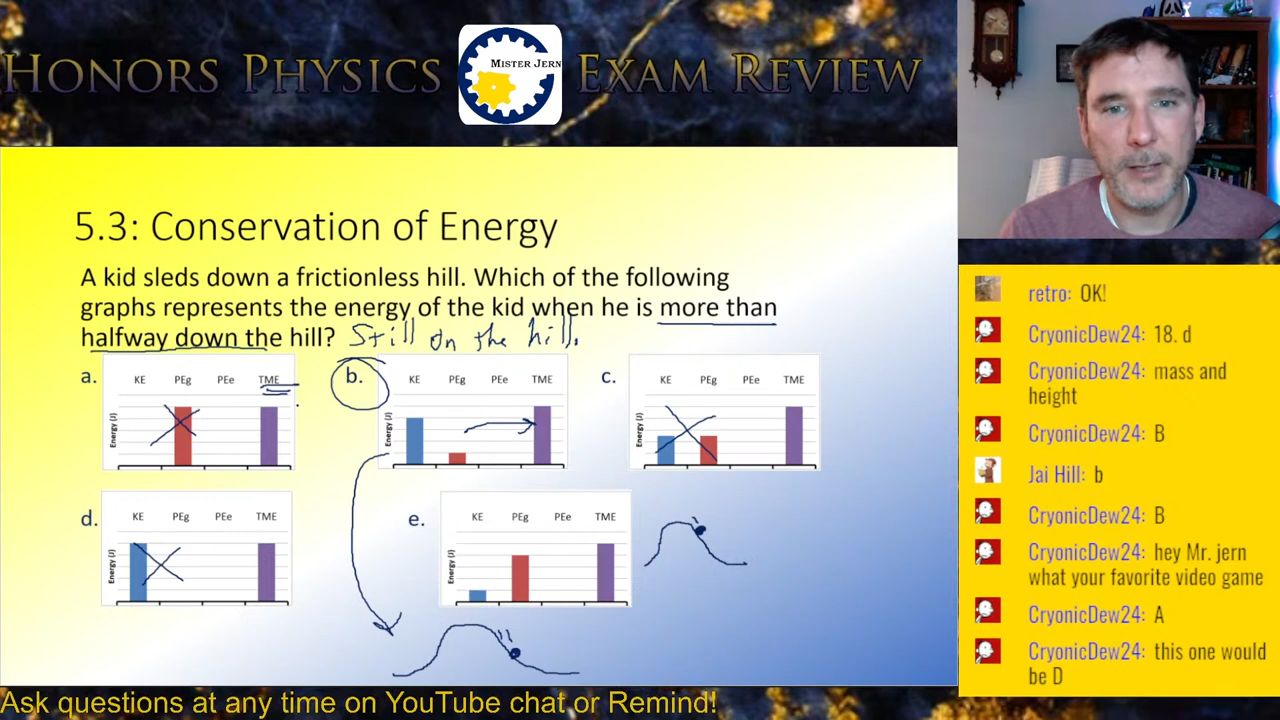 HONORS PHYSICS
MISTER JERN
EXAM REVIEW
5.3: Conservation of Energy
A kid sleds down a frictionless hill. Which of the following
graphs represents the energy of the kid when he is more than
halfway down the hill? Still on the hill.
a.
KE PEg PEe TME
Energy (J)
b.
KE PEg PEe TME
Energy (J)
c.
KE PEg PEe TME
Energy (J)
d.
KE PEg PEe TME
Energy (J)
e.
KE PEg PEe TME
Energy (J)
retro: OK!
CryonicDew24: 18. d
CryonicDew24: mass and
height
CryonicDew24: B
Jai Hill: b
CryonicDew24: B
CryonicDew24: hey Mr. jern
what your favorite video game
CryonicDew24: A
CryonicDew24: this one would
be D
Ask questions at any time on YouTube chat or Remind!